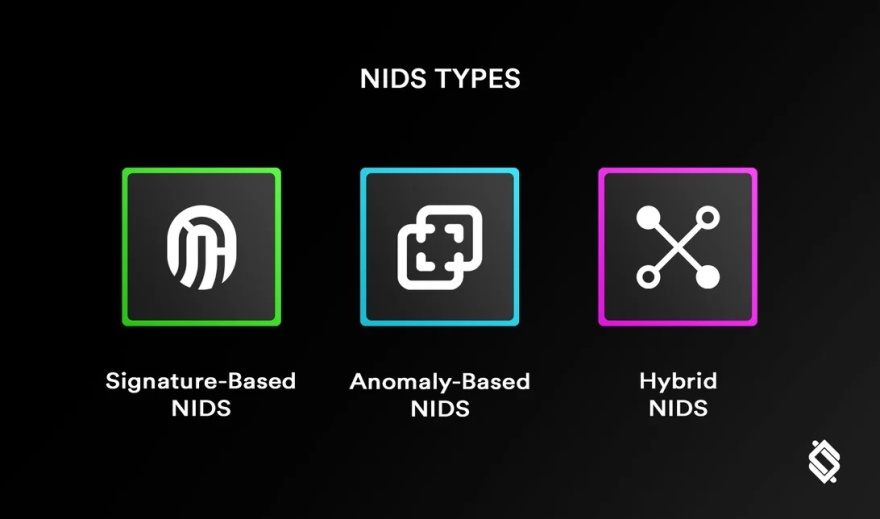 NIDS TYPES
Signature-Based
NIDS
Anomaly-Based
NIDS
Hybrid
NIDS